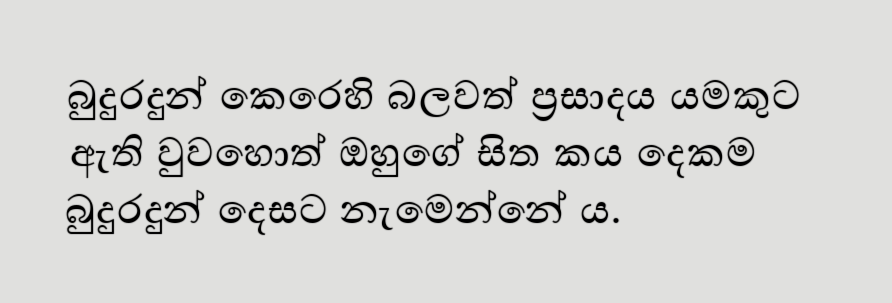 බුදුරදුන් කෙරෙහි බලවත් ප්‍රසාදය යමකුට
ඇති වුවහොත් ඔහුගේ සිත කය දෙකම
බුදුරදුන් දෙසට නැමෙන්නේ ය.